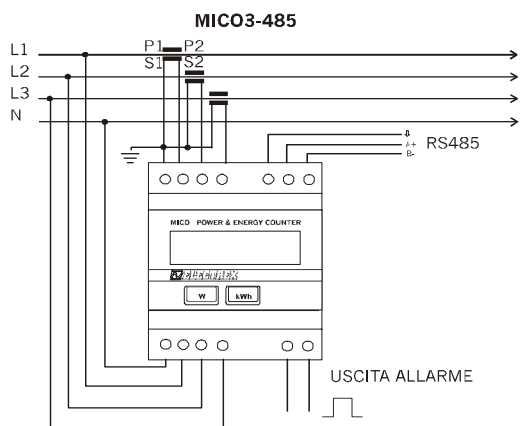 MICO3-485
L1
P1 P2
S1 S2
L2
L3
N
A+
B-
RS485
MICO POWER & ENERGY COUNTER
ELECTREX
W
kWh
USCITA ALLARME